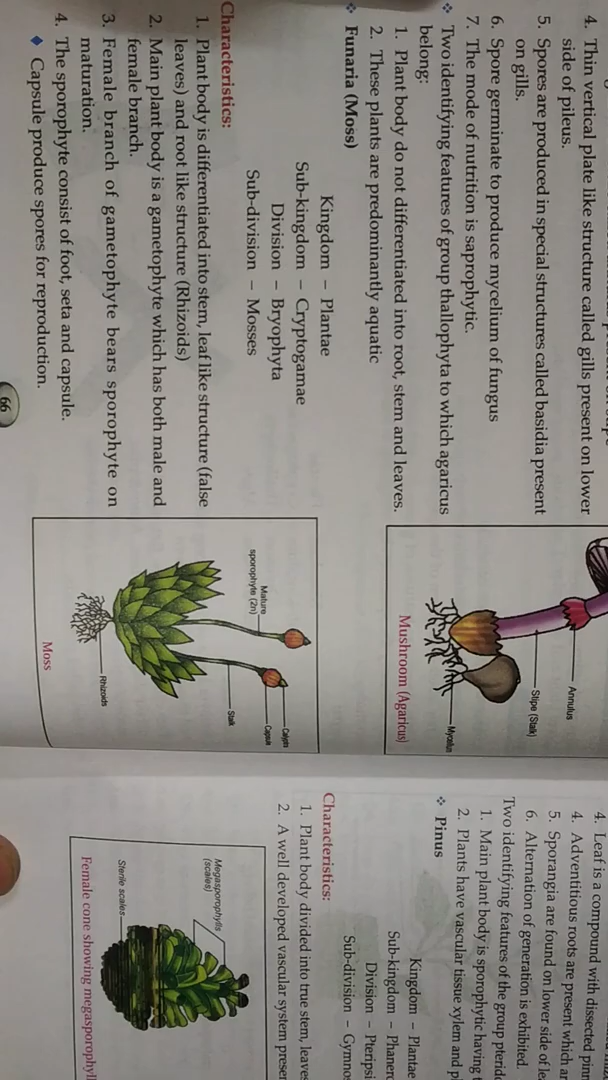 4. Thin vertical plate like structure called gills present on lower
side of pileus.
5. Spores are produced in special structures called basidia present
on gills.
6. Spore germinate to produce mycelium of fungus
7. The mode of nutrition is saprophytic.
❖ Two identifying features of group thallophyta to which agaricus
belong:
1. Plant body do not differentiated into root, stem and leaves.
2. These plants are predominantly aquatic
❖ Funaria (Moss)
Kingdom – Plantae
Sub-kingdom – Cryptogamae
Division – Bryophyta
Sub-division – Mosses
Characteristics:
1. Plant body is differentiated into stem, leaf like structure (false
leaves) and root like structure (Rhizoids)
2. Main plant body is a gametophyte which has both male and
female branch.
3. Female branch of gametophyte bears sporophyte on
maturation.
4. The sporophyte consist of foot, seta and capsule.
◆ Capsule produce spores for reproduction.
66
Annulus
Stipe (Stalk)
Mushroom (Agaricus)
Mature
sporophyte (2n)
Calyptra
Capsule
Stalk
Rhizoids
Moss
4. Leaf is a compound with dissected
4. Adventitious roots are present which
5. Sporangia are found on lower side of
6. Alternation of generation is exhibited.
Two identifying features of the group
1. Main plant body is sporophytic having
2. Plants have vascular tissue xylem and
❖ Pinus
Kingdom – Plantae
Sub-kingdom –
Division –
Sub-division –
Characteristics:
1. Plant body divided into true stem,
2. A well developed vascular system
Megasporophylls
(scales)
Sterile scales
Female cone showing